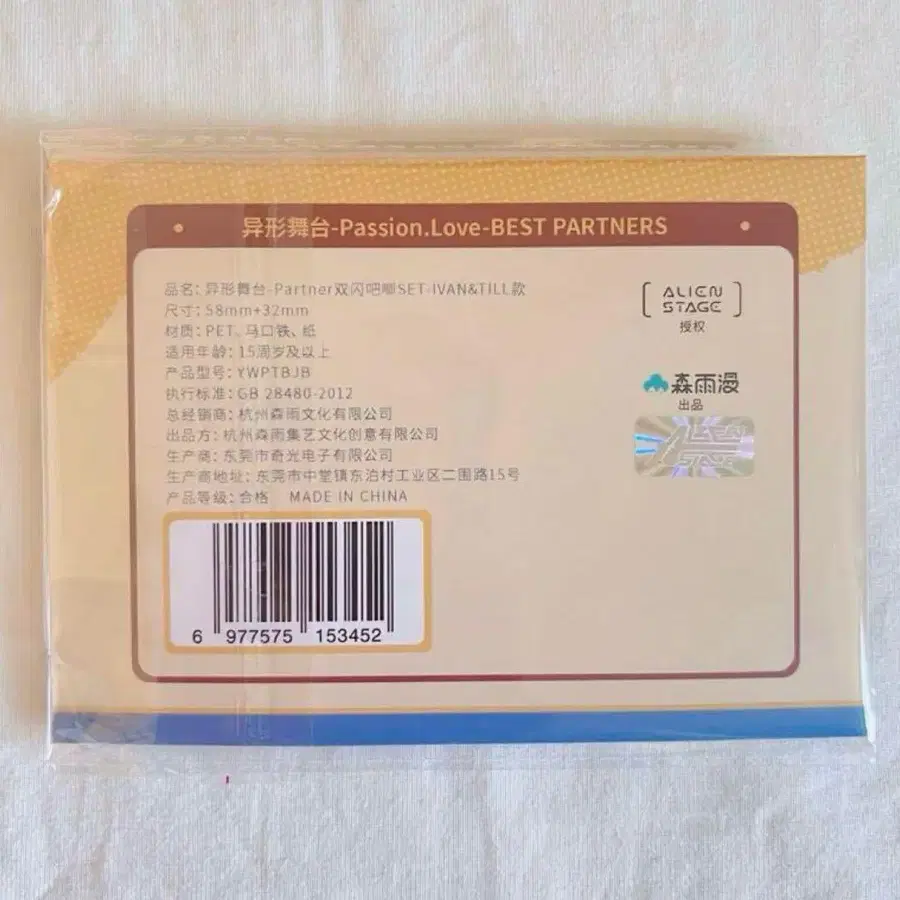 异形舞台-Passion.Love-BEST PARTNERS
品名: 异形舞台-Partner双闪吧唧SET-IVAN&TILL款
尺寸: 58mm+32mm
材质: PET、马口铁、纸
适用年龄: 15周岁及以上
产品型号: YWPTBJB
执行标准: GB 28480-2012
总经销商: 杭州森雨文化有限公司
出品方: 杭州森雨集艺文化创意有限公司
生产商: 东莞市奇光电子有限公司
生产商地址: 东莞市中堂镇东泊村工业区二围路15号
产品等级: 合格 MADE IN CHINA
6 977575 153452
[ALIEN
STAGE]
授权
森雨漫
出品